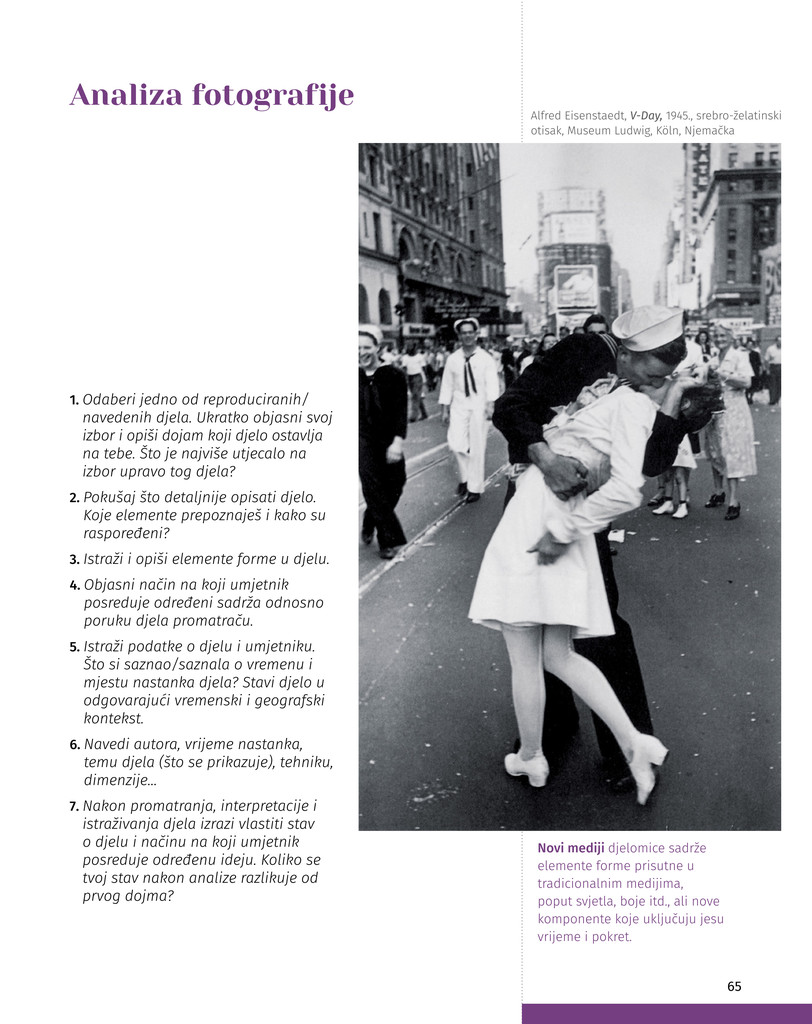 Analiza fotografije
Alfred Eisenstaedt, V-Day, 1945., srebro-želatinski
otisak, Museum Ludwig, Köln, Njemačka
1. Odaberi jedno od reproduciranih/
navedenih djela. Ukratko objasni svoj
izbor i opiši dojam koji djelo ostavlja
na tebe. Što je najviše utjecalo na
izbor upravo tog djela?
2. Pokušaj što detaljnije opisati djelo.
Koje elemente prepoznaješ i kako su
raspoređeni?
3. Istraži i opiši elemente forme u djelu.
4. Objasni način na koji umjetnik
posreduje određeni sadrža odnosno
poruku djela promatraču.
5. Istraži podatke o djelu i umjetniku.
Što si saznao/saznala o vremenu i
mjestu nastanka djela? Stavi djelo u
odgovarajući vremenski i geografski
kontekst.
6. Navedi autora, vrijeme nastanka,
temu djela (što se prikazuje), tehniku,
dimenzije...
7. Nakon promatranja, interpretacije i
istraživanja djela izrazi vlastiti stav
o djelu i načinu na koji umjetnik
posreduje određenu ideju. Koliko se
tvoj stav nakon analize razlikuje od
prvog dojma?
Novi mediji djelomice sadrže
elemente forme prisutne u
tradicionalnim medijima,
poput svjetla, boje itd., ali nove
komponente koje uključuju jesu
vrijeme i pokret.
65